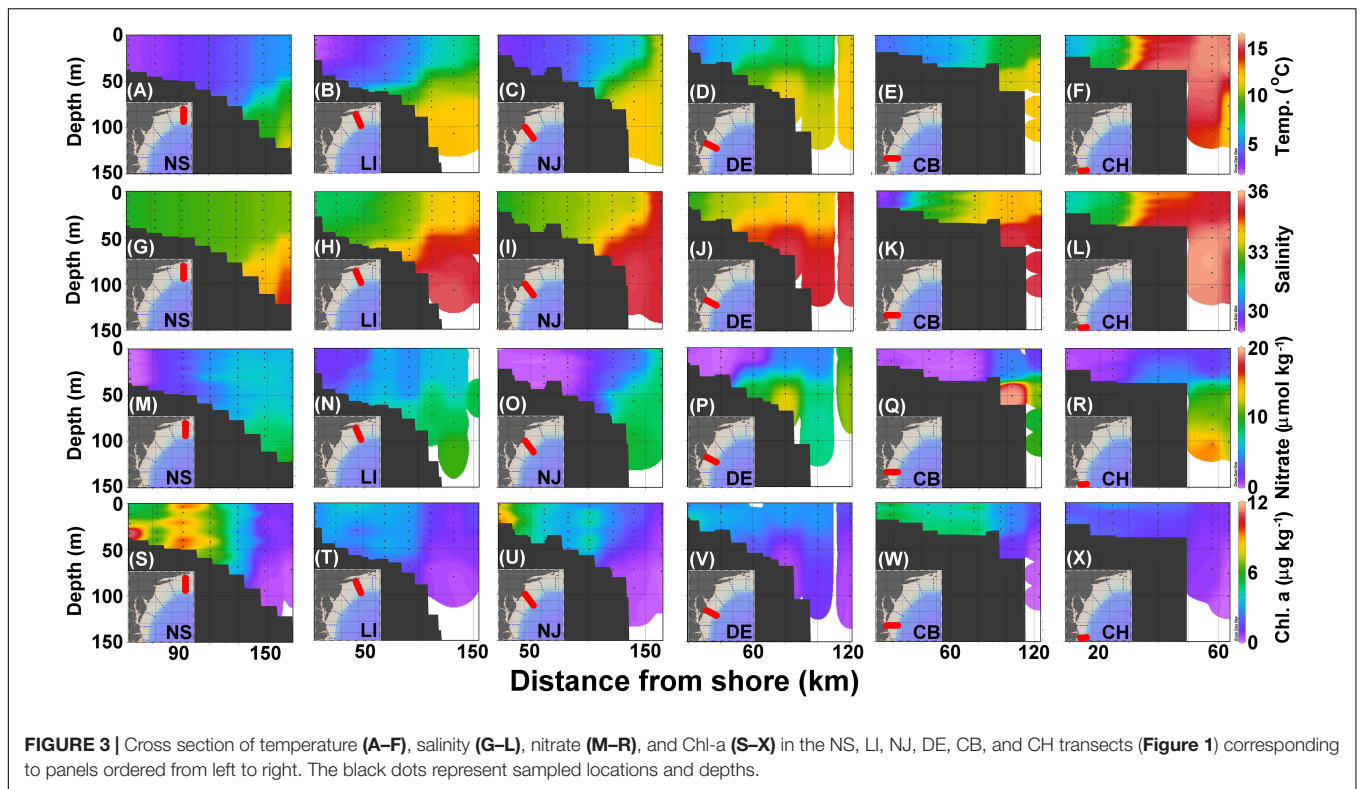 0
50
100
150
Depth (m)
(A) NS
(B) LI
(C) NJ
(D) DE
(E) CB
(F) CH
15
10
5
Temp. (°C)
0
50
100
150
Depth (m)
(G) NS
(H) LI
(I) NJ
(J) DE
(K) CB
(L) CH
36
33
30
Salinity
0
50
100
150
Depth (m)
(M) NS
(N) LI
(O) NJ
(P) DE
(Q) CB
(R) CH
20
10
0
Nitrate (µmol kg⁻¹)
0
50
100
150
Depth (m)
(S) NS
(T) LI
(U) NJ
(V) DE
(W) CB
(X) CH
12
6
0
Chl. a (µg kg⁻¹)
90 150 50 150 50 150 60 120 60 120 20 60
Distance from shore (km)
FIGURE 3 | Cross section of temperature (A–F), salinity (G–L), nitrate (M–R), and Chl-a (S–X) in the NS, LI, NJ, DE, CB, and CH transects (Figure 1) corresponding
to panels ordered from left to right. The black dots represent sampled locations and depths.